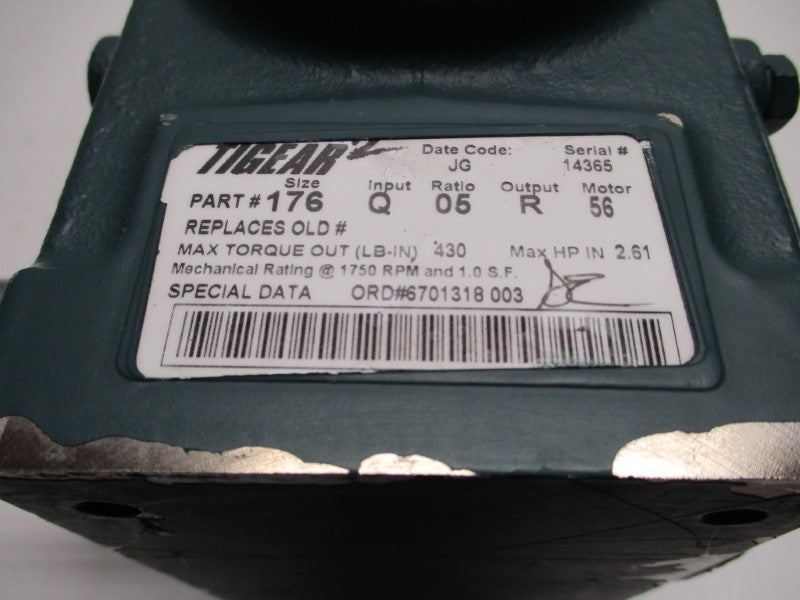 TIGEAR 2 Date Code: Serial #
JG 14365
Size Input Ratio Output Motor
PART # 176 Q 05 R 56
REPLACES OLD #
MAX TORQUE OUT (LB-IN) 430 Max HP IN 2.61
Mechanical Rating @ 1750 RPM and 1.0 S.F.
SPECIAL DATA ORD#6701318 003